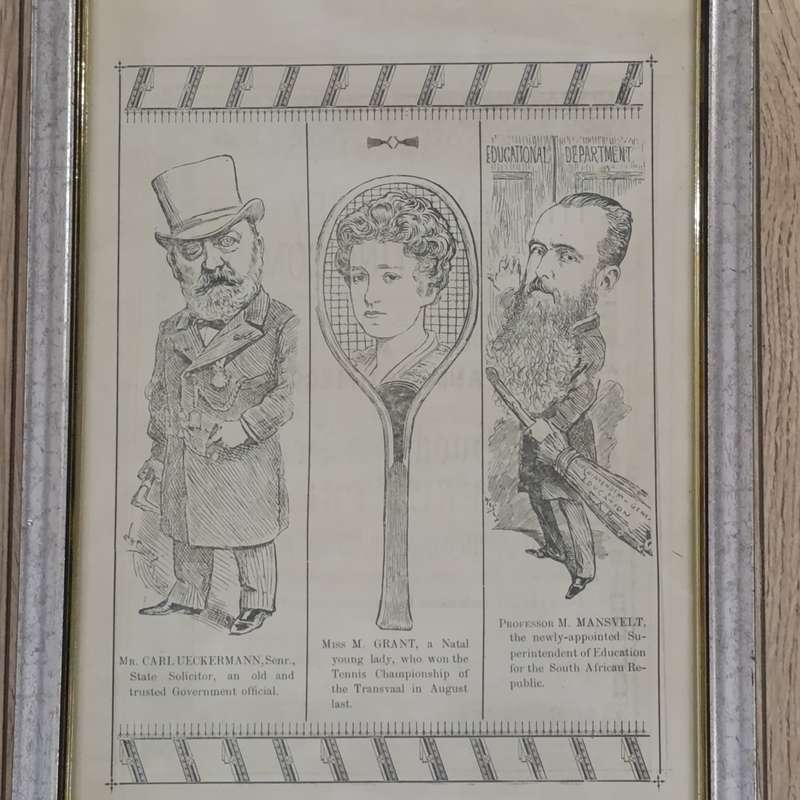 EDUCATIONAL DEPARTMENT
EDUCATION
MR. CARL UECKERMANN, Senr.,
State Solicitor, an old and
trusted Government official.
MISS M. GRANT, a Natal
young lady, who won the
Tennis Championship of
the Transvaal in August
last.
PROFESSOR M. MANSVELT,
the newly-appointed Su-
perintendent of Education
for the South African Re-
public.